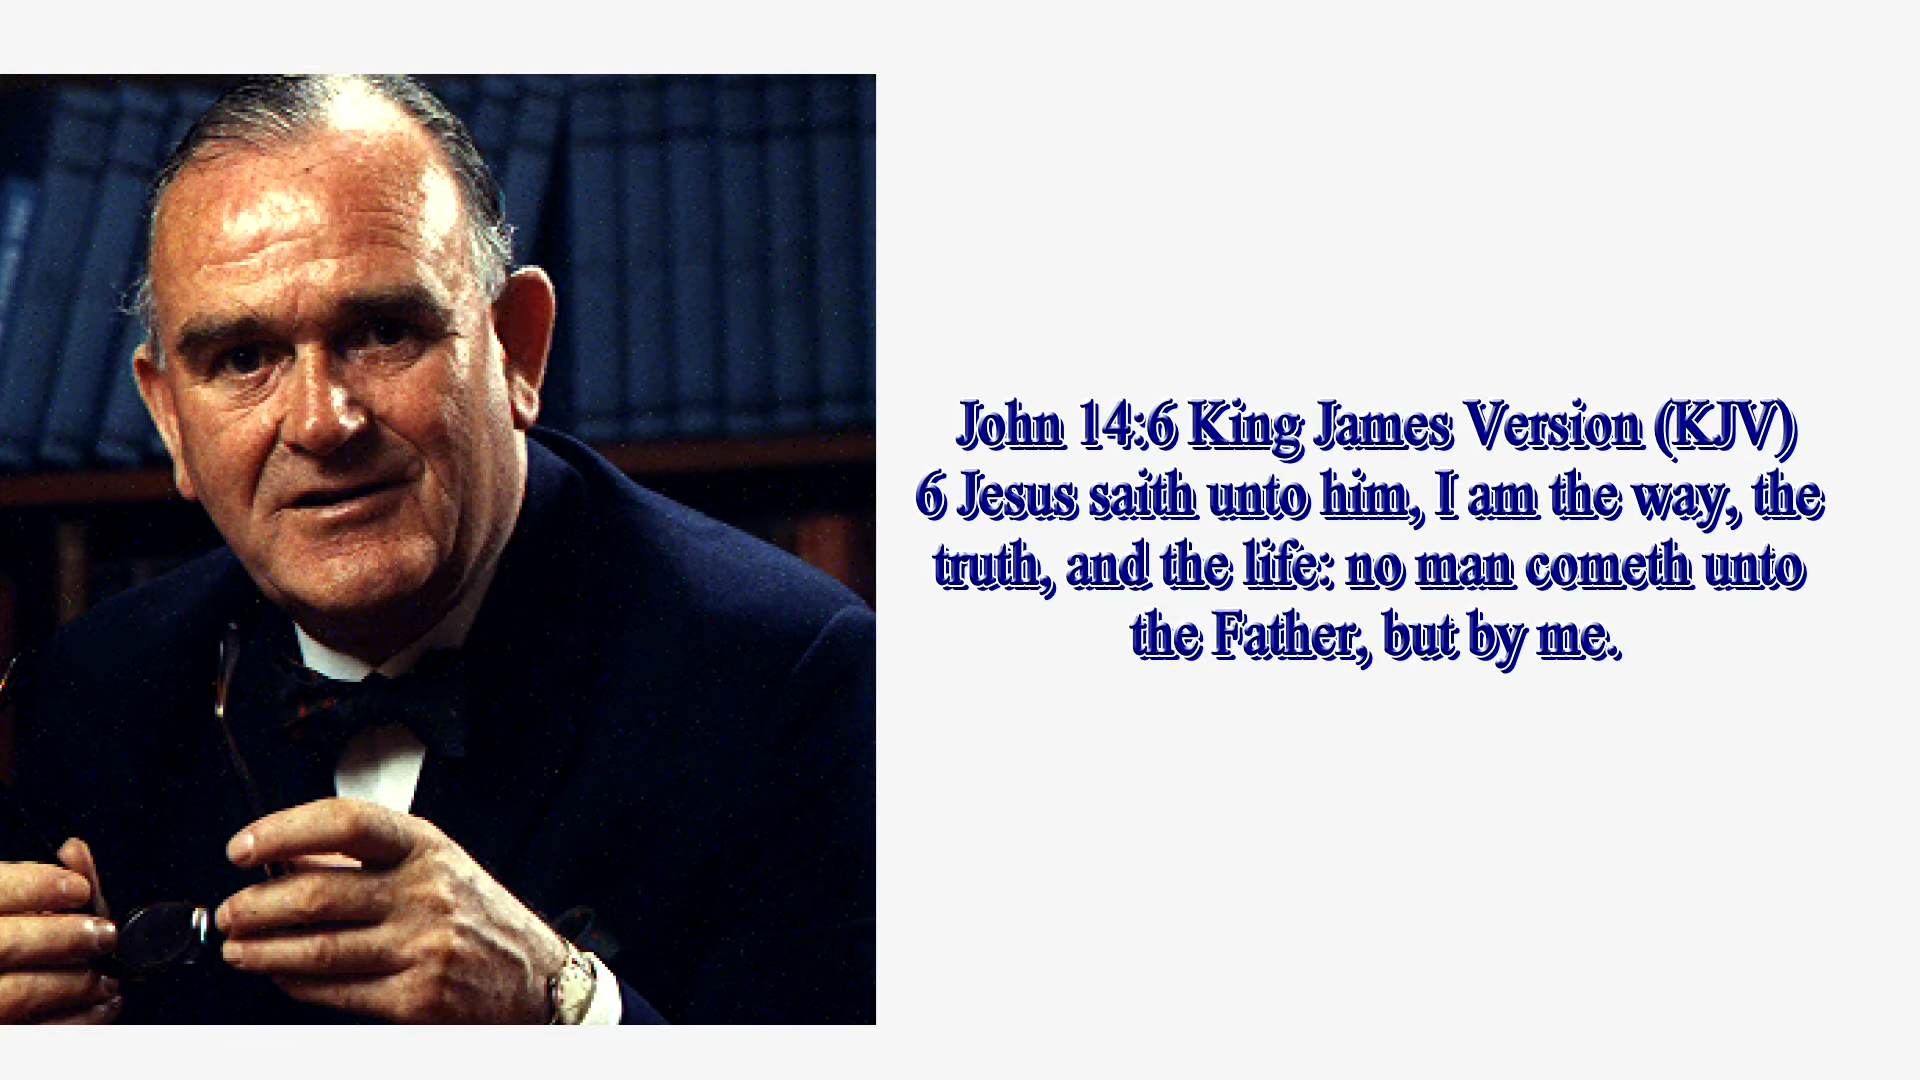 John 14:6 King James Version (KJV)
6 Jesus saith unto him, I am the way, the
truth, and the life: no man cometh unto
the Father, but by me.